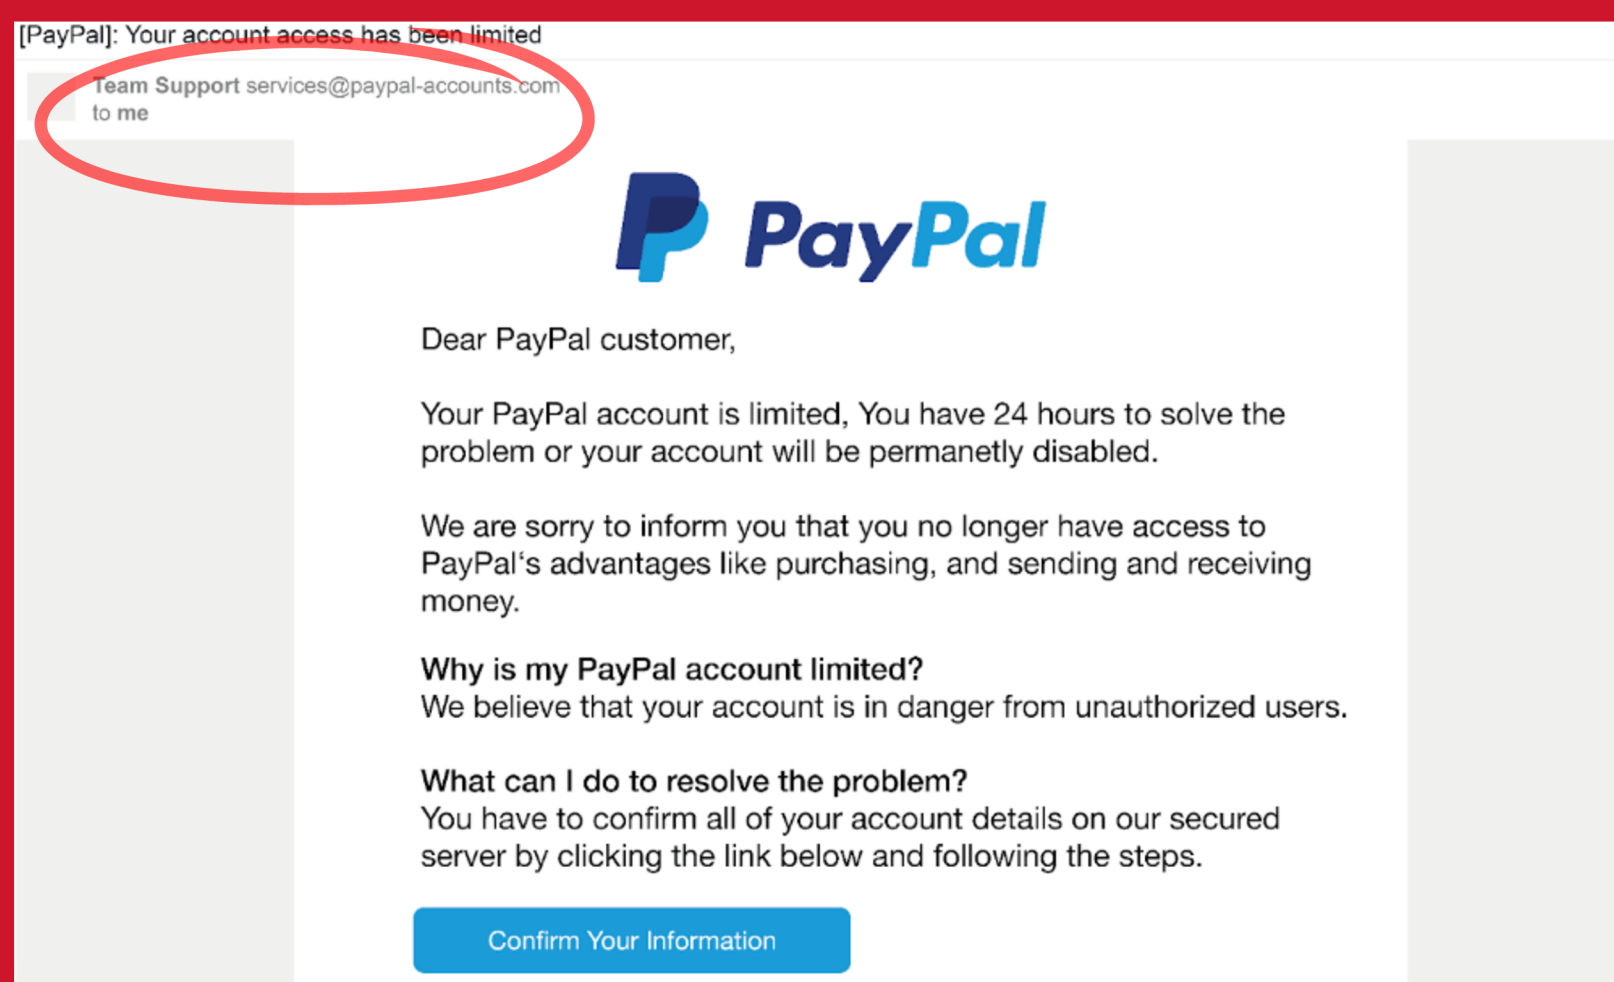 [PayPal]: Your account access has been limited
Team Support services@paypal-accounts.com
to me
PayPal
Dear PayPal customer,
Your PayPal account is limited, You have 24 hours to solve the
problem or your account will be permanetly disabled.
We are sorry to inform you that you no longer have access to
PayPal‘s advantages like purchasing, and sending and receiving
money.
Why is my PayPal account limited?
We believe that your account is in danger from unauthorized users.
What can I do to resolve the problem?
You have to confirm all of your account details on our secured
server by clicking the link below and following the steps.
Confirm Your Information